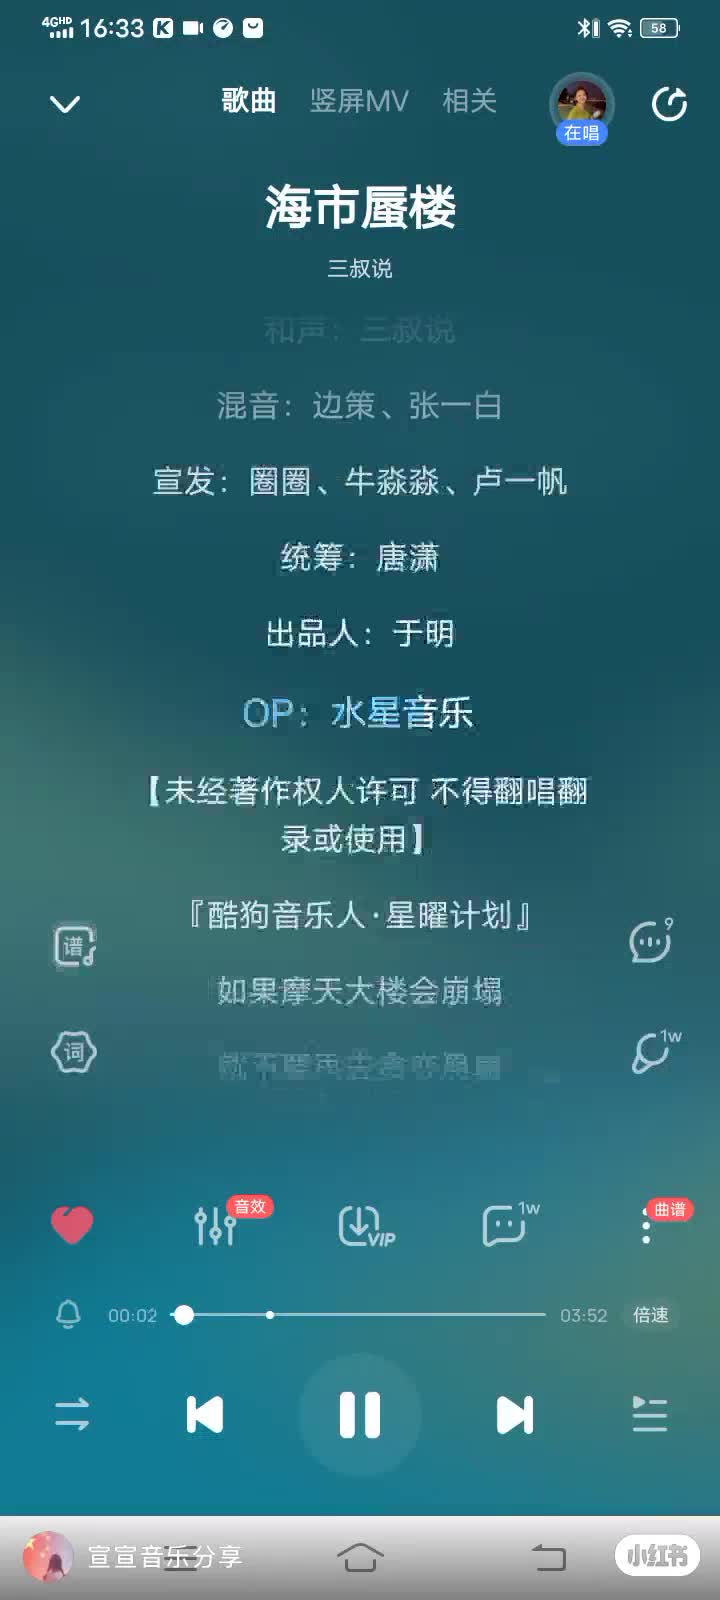 4GHD 16:33 58
歌曲 竖屏MV 相关
在唱
海市蜃楼
三叔说
和声：三叔说
混音：边策、张一白
宣发：圈圈、牛淼淼、卢一帆
统筹：唐潇
出品人：于明
OP：水星音乐
【未经著作权人许可 不得翻唱翻
录或使用】
『酷狗音乐人·星曜计划』
谱 9
如果摩天大楼会崩塌
词 1w
音效 VIP 1w 曲谱
00:02 03:52 倍速
宣宣音乐分享 小红书